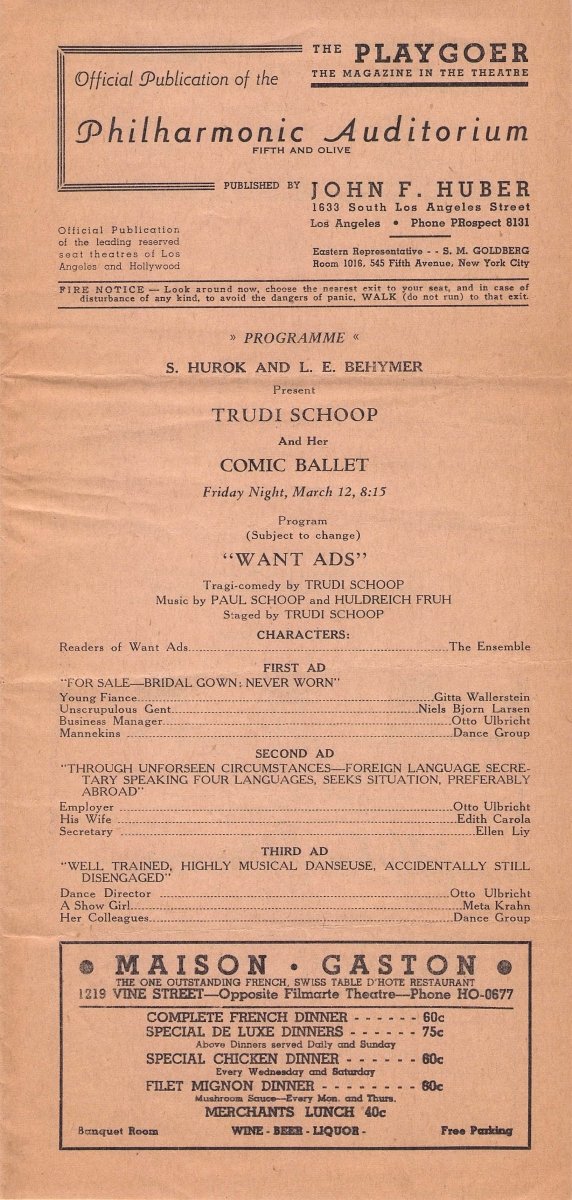 THE PLAYGOER
THE MAGAZINE IN THE THEATRE
Official Publication of the
Philharmonic Auditorium
FIFTH AND OLIVE
PUBLISHED BY JOHN F. HUBER
1633 South Los Angeles Street
Los Angeles • Phone PRospect 8131
Official Publication
of the leading reserved
seat theatres of Los
Angeles and Hollywood
Eastern Representative - - S. M. GOLDBERG
Room 1016, 545 Fifth Avenue, New York City
FIRE NOTICE — Look around now, choose the nearest exit to your seat, and in case of
disturbance of any kind, to avoid the dangers of panic, WALK (do not run) to that exit.
» PROGRAMME «
S. HUROK AND L. E. BEHYMER
Present
TRUDI SCHOOP
And Her
COMIC BALLET
Friday Night, March 12, 8:15
Program
(Subject to change)
"WANT ADS"
Tragi-comedy by TRUDI SCHOOP
Music by PAUL SCHOOP and HULDREICH FRUH
Staged by TRUDI SCHOOP
CHARACTERS:
Readers of Want Ads....The Ensemble
FIRST AD
"FOR SALE—BRIDAL GOWN; NEVER WORN"
Young Fiance....Gitta Wallerstein
Unscrupulous Gent....Niels Bjorn Larsen
Business Manager....Otto Ulbricht
Mannekins ....Dance Group
SECOND AD
"THROUGH UNFORSEEN CIRCUMSTANCES—FOREIGN LANGUAGE SECRE-
TARY SPEAKING FOUR LANGUAGES, SEEKS SITUATION, PREFERABLY
ABROAD"
Employer ....Otto Ulbricht
His Wife ....Edith Carola
Secretary ....Ellen Liy
THIRD AD
"WELL TRAINED, HIGHLY MUSICAL DANSEUSE, ACCIDENTALLY STILL
DISENGAGED"
Dance Director ....Otto Ulbricht
A Show Girl....Meta Krahn
Her Colleagues....Dance Group
MAISON • GASTON
THE ONE OUTSTANDING FRENCH, SWISS TABLE D'HOTE RESTAURANT
1219 VINE STREET—Opposite Filmarte Theatre—Phone HO-0677
COMPLETE FRENCH DINNER - - - - - - 60c
SPECIAL DE LUXE DINNERS - - - - - - 75c
Above Dinners served Daily and Sunday
SPECIAL CHICKEN DINNER - - - - - - 60c
Every Wednesday and Saturday
FILET MIGNON DINNER - - - - - - - - 60c
Mushroom Sauce—Every Mon. and Thurs.
MERCHANTS LUNCH 40c
Banquet Room WINE - BEER - LIQUOR - Free Parking